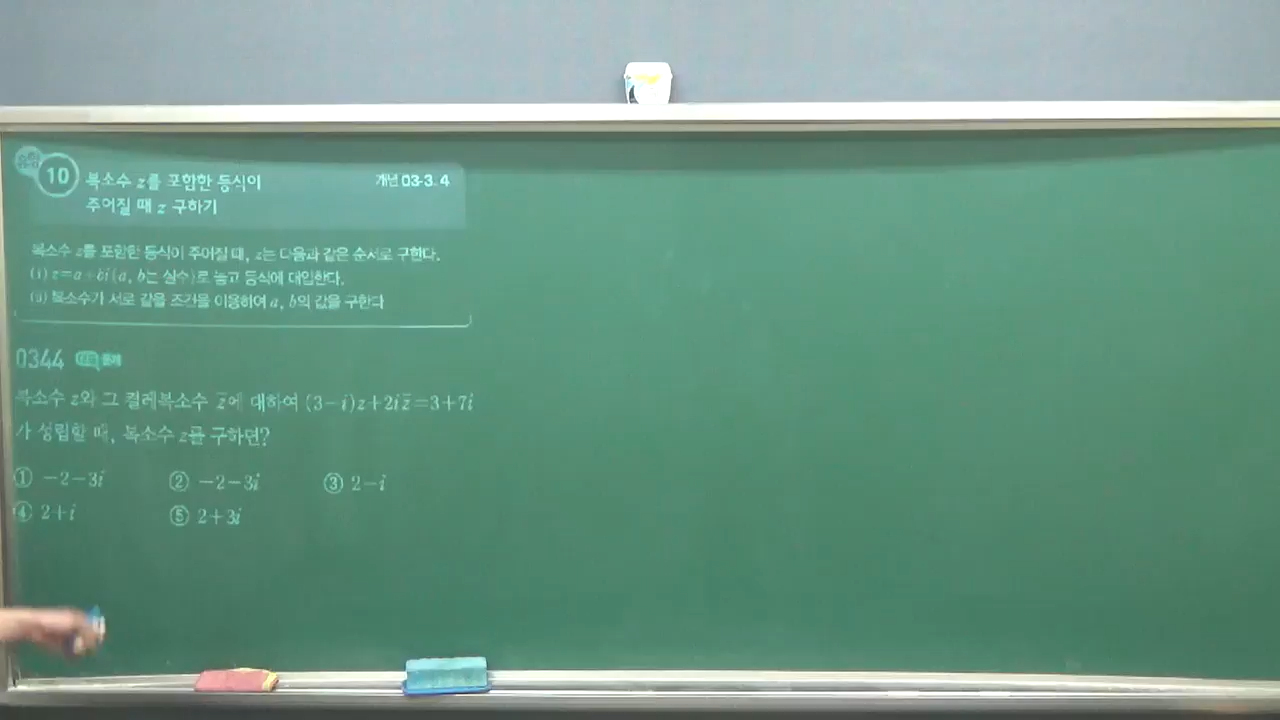 유형 10 복소수 z를 포함한 등식이 개념 03-3, 4
주어질 때 z 구하기
복소수 z를 포함한 등식이 주어질 때, z는 다음과 같은 순서로 구한다.
(i) z=a+bi(a, b는 실수)로 놓고 등식에 대입한다.
(ii) 복소수가 서로 같을 조건을 이용하여 a, b의 값을 구한다
0344
복소수 z와 그 켤레복소수 z̄에 대하여 (3-i)z+2iz̄=3+7i
가 성립할 때, 복소수 z를 구하면?
① -2-3i ② -2-3i ③ 2-i
④ 2+i ⑤ 2+3i